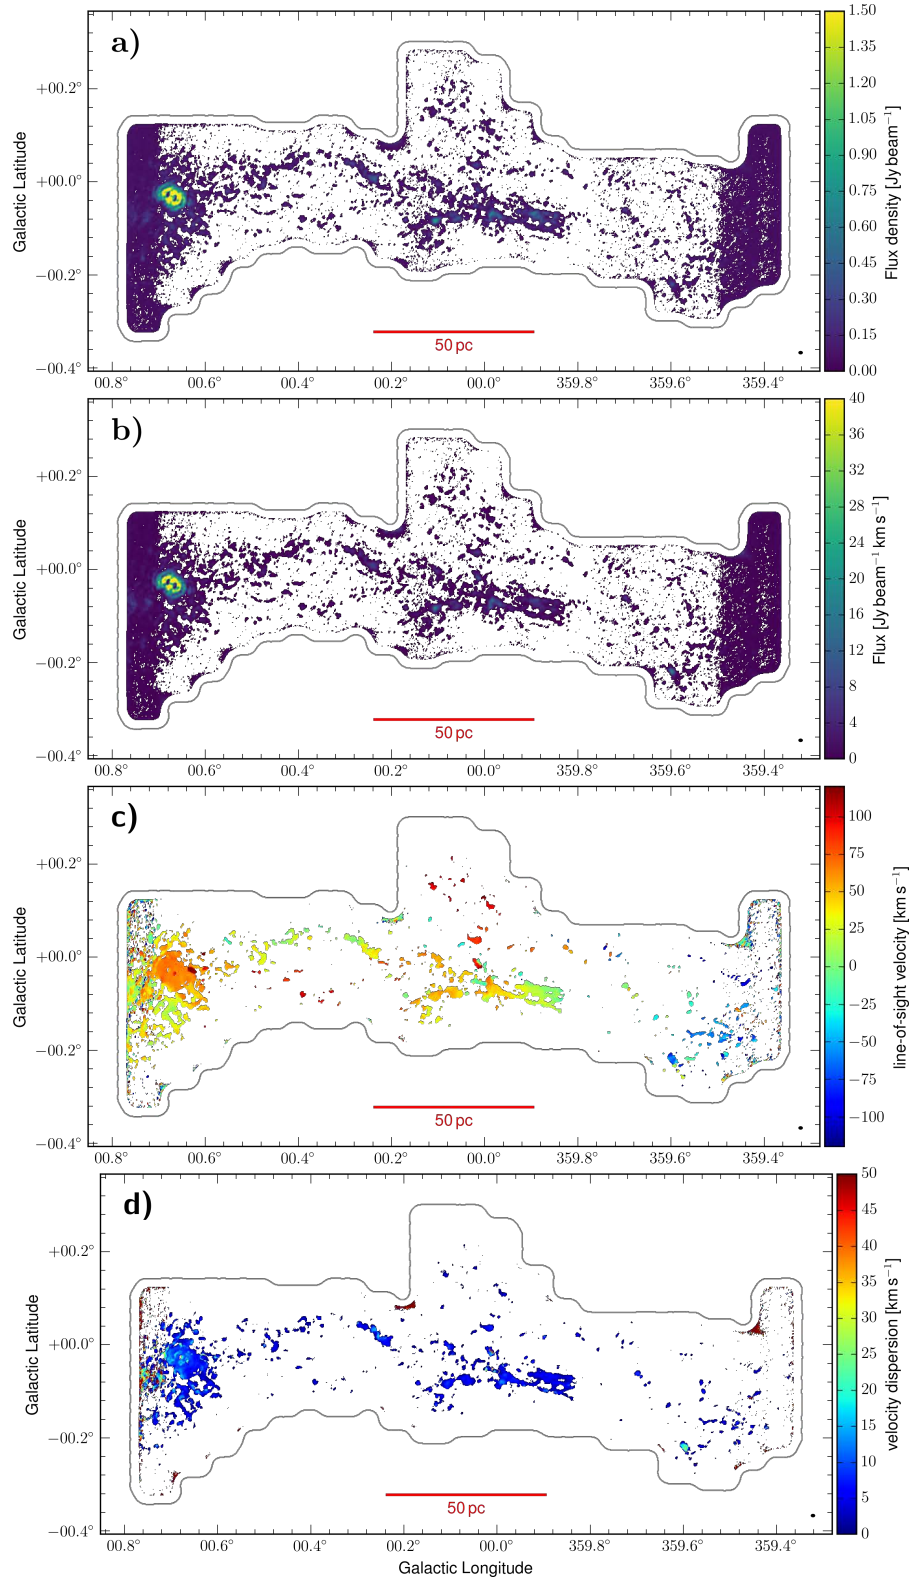 a)
Galactic Latitude
+00.2°
+00.0°
−00.2°
−00.4°
50 pc
00.8° 00.6° 00.4° 00.2° 00.0° 359.8° 359.6° 359.4°
1.50
1.35
1.20
1.05
0.90
0.75
0.60
0.45
0.30
0.15
0.00
Flux density [Jy beam⁻¹]
b)
Galactic Latitude
+00.2°
+00.0°
−00.2°
−00.4°
50 pc
00.8° 00.6° 00.4° 00.2° 00.0° 359.8° 359.6° 359.4°
40
36
32
28
24
20
16
12
8
4
0
Flux [Jy beam⁻¹ km s⁻¹]
c)
Galactic Latitude
+00.2°
+00.0°
−00.2°
−00.4°
50 pc
00.8° 00.6° 00.4° 00.2° 00.0° 359.8° 359.6° 359.4°
100
75
50
25
0
−25
−50
−75
−100
line-of-sight velocity [km s⁻¹]
d)
Galactic Latitude
+00.2°
+00.0°
−00.2°
−00.4°
50 pc
00.8° 00.6° 00.4° 00.2° 00.0° 359.8° 359.6° 359.4°
Galactic Longitude
50
45
40
35
30
25
20
15
10
5
0
velocity dispersion [km s⁻¹]